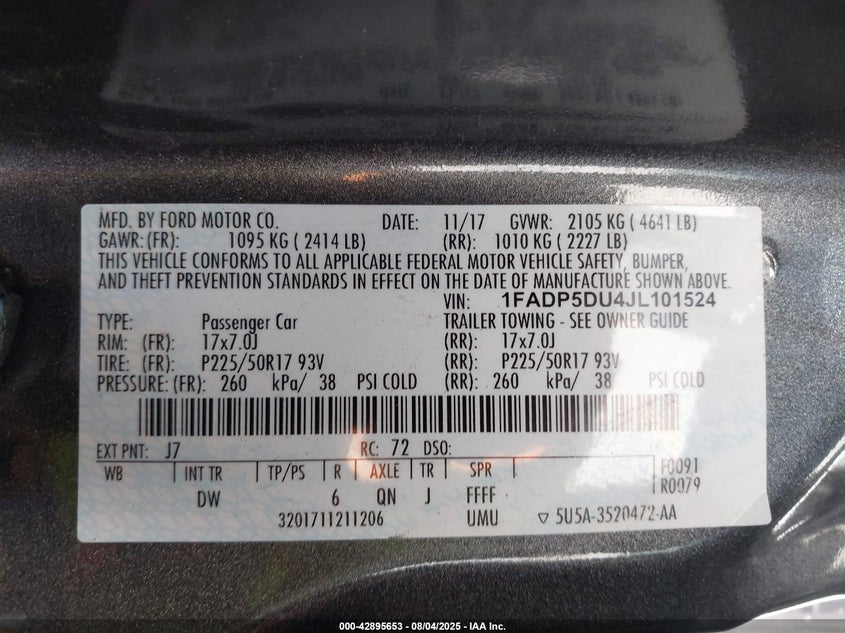 MFD. BY FORD MOTOR CO. DATE: 11/17 GVWR: 2105 KG ( 4641 LB)
GAWR: (FR): 1095 KG ( 2414 LB) (RR): 1010 KG ( 2227 LB)
THIS VEHICLE CONFORMS TO ALL APPLICABLE FEDERAL MOTOR VEHICLE SAFETY, BUMPER,
AND THEFT PREVENTION STANDARDS IN EFFECT ON THE DATE OF MANUFACTURE SHOWN ABOVE.
VIN: 1FADP5DU4JL101524
TYPE: Passenger Car TRAILER TOWING - SEE OWNER GUIDE
RIM: (FR): 17x7.0J (RR): 17x7.0J
TIRE: (FR): P225/50R17 93V (RR): P225/50R17 93V
PRESSURE: (FR): 260 kPa/ 38 PSI COLD (RR): 260 kPa/ 38 PSI COLD
EXT PNT: J7 RC: 72 DSO:
WB INT TR TP/PS R AXLE TR SPR F0091
R0079
DW 6 QN J FFFF
3201711211206 UMU ▽ 5U5A-3520472-AA
000-42895653 - 08/04/2025 - IAA Inc.